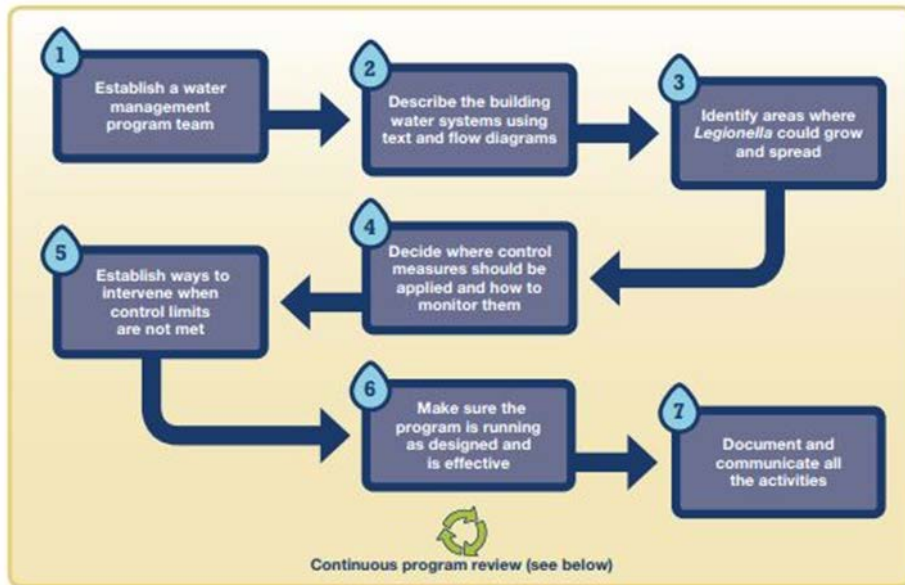 1
Establish a water
management
program team
2
Describe the building
water systems using
text and flow diagrams
3
Identify areas where
Legionella could grow
and spread
4
Decide where control
measures should be
applied and how to
monitor them
5
Establish ways to
intervene when
control limits
are not met
6
Make sure the
program is running
as designed and
is effective
7
Document and
communicate all
the activities
Continuous program review (see below)